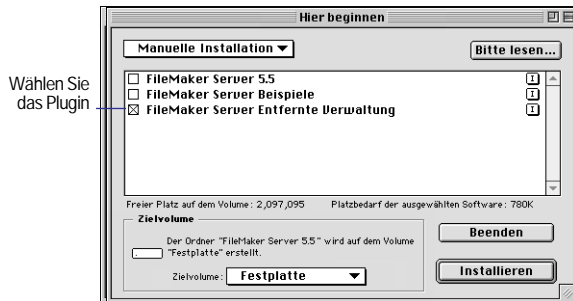 Hier beginnen
Manuelle Installation
Bitte lesen...
Wählen Sie
das Plugin
FileMaker Server 5.5
I
FileMaker Server Beispiele
I
FileMaker Server Entfernte Verwaltung
I
Freier Platz auf dem Volume: 2,097,095
Platzbedarf der ausgewählten Software: 780K
Zielvolume
Der Ordner "FileMaker Server 5.5" wird auf dem Volume
"Festplatte" erstellt.
Zielvolume:
Festplatte
Beenden
Installieren